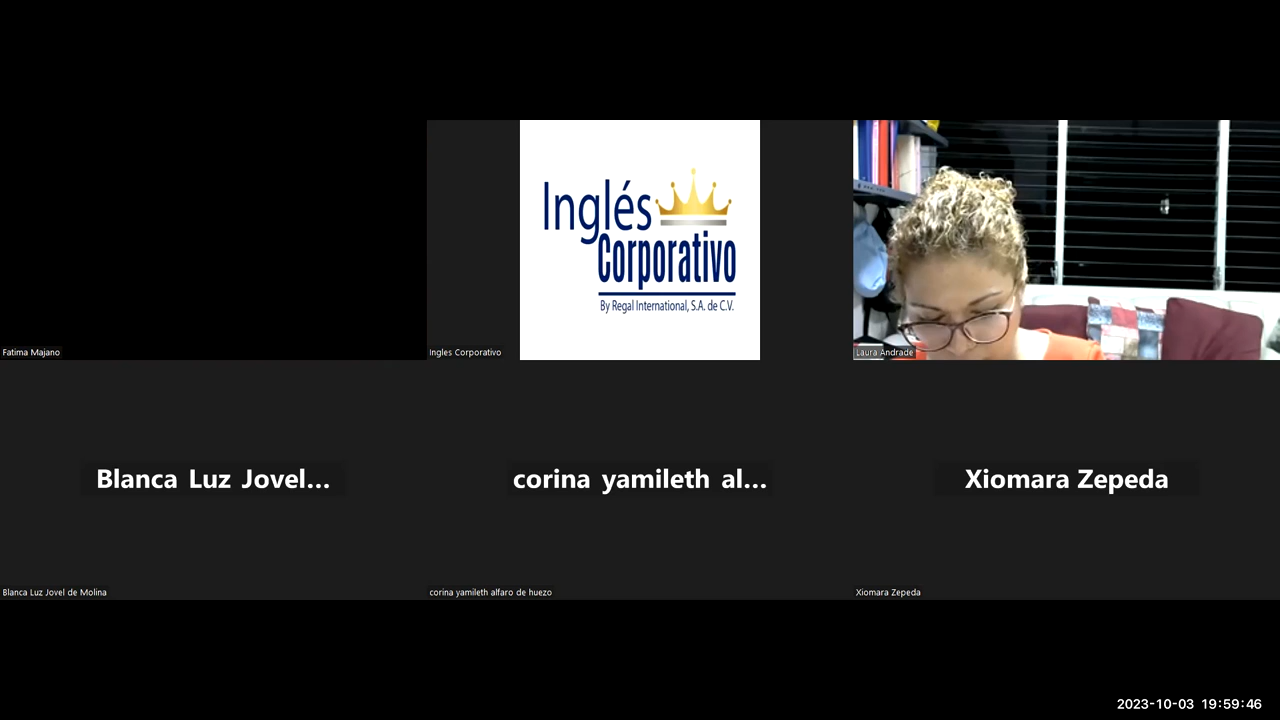 Inglés
Corporativo
By Regal International, S.A. de C.V.
Fatima Majano
Ingles Corporativo
Laura Andrade
Blanca Luz Jovel...
corina yamileth al...
Xiomara Zepeda
Blanca Luz Jovel de Molina
corina yamileth alfaro de huezo
Xiomara Zepeda
2023-10-03 19:59:46